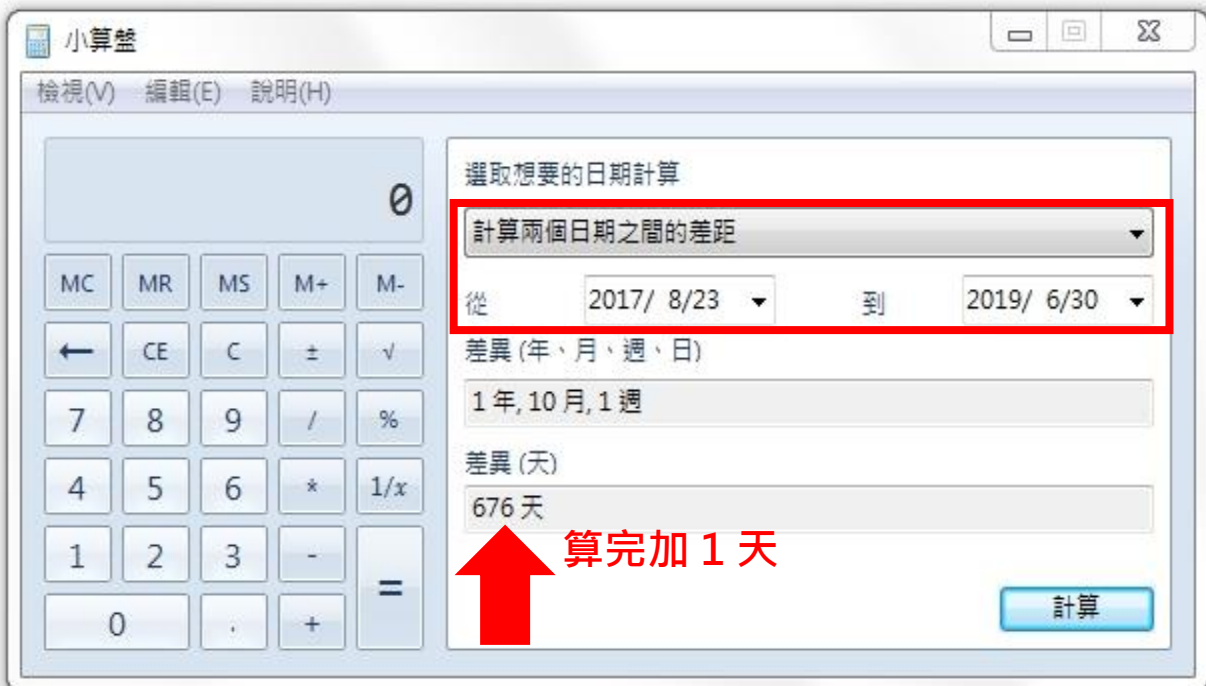 小算盤
檢視(V) 編輯(E) 說明(H)
0
選取想要的日期計算
計算兩個日期之間的差距
從 2017/ 8/23 到 2019/ 6/30
差異 (年、月、週、日)
1 年, 10 月, 1 週
差異 (天)
676 天
算完加 1 天
計算
MC MR MS M+ M-
← CE C ± √
7 8 9 / %
4 5 6 * 1/x
1 2 3 - =
0 . +